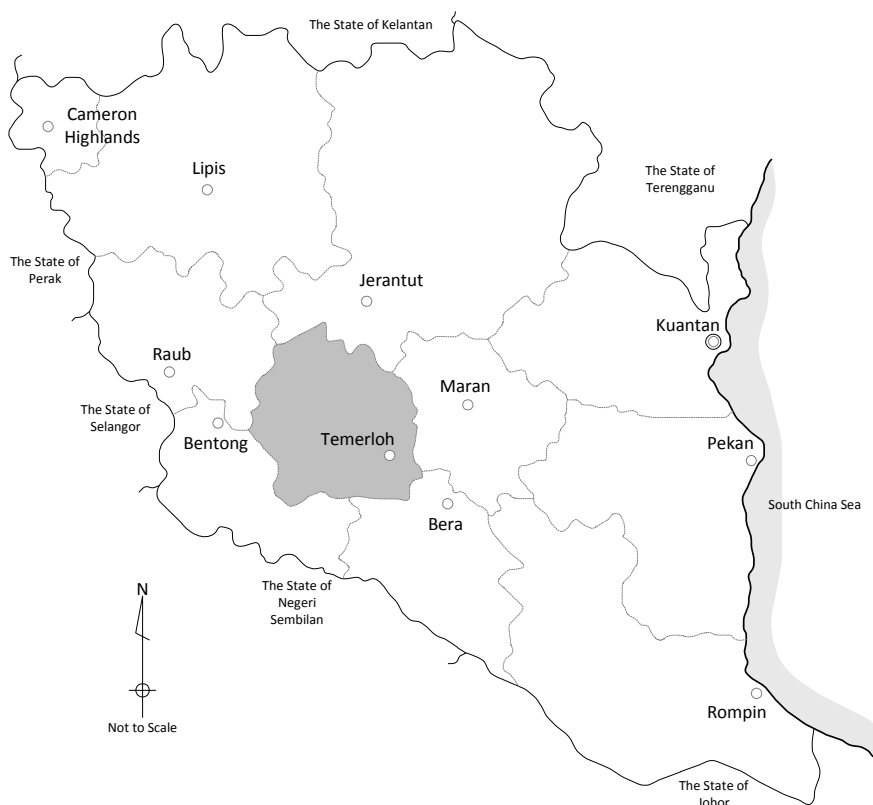 The State of Kelantan
Cameron
Highlands
Lipis
The State of
Terengganu
The State of
Perak
Jerantut
Kuantan
Raub
Maran
The State of
Selangor
Bentong
Temerloh
Pekan
South China Sea
Bera
The State of
Negeri
Sembilan
N
Not to Scale
Rompin
The State of
Johor